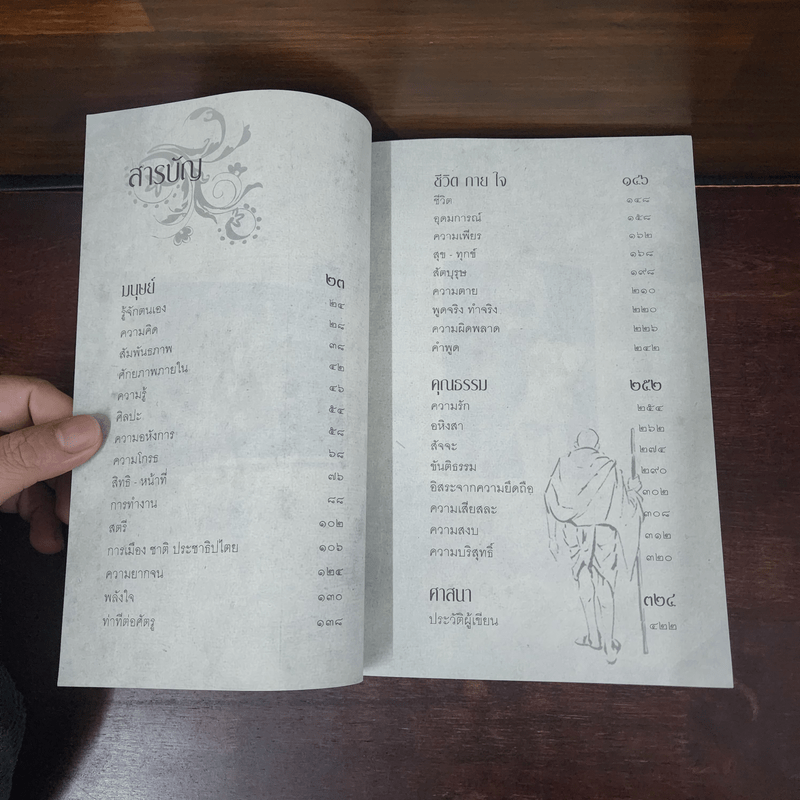 สารบัญ
มนุษย์ ๒๓
รู้จักตนเอง ๒๔
ความคิด ๒๘
สัมพันธภาพ ๓๘
ศักยภาพภายใน ๔๒
ความรู้ ๔๖
ศิลปะ ๕๔
ความอหังการ ๕๘
ความโกรธ ๖๘
สิทธิ - หน้าที่ ๗๖
การทำงาน ๘๘
สตรี ๑๐๒
การเมือง ชาติ ประชาธิปไตย ๑๐๖
ความยากจน ๑๒๔
พลังใจ ๑๓๐
ท่าทีต่อศัตรู ๑๓๘
ชีวิต กาย ใจ ๑๔๖
ชีวิต ๑๔๘
อุดมการณ์ ๑๕๘
ความเพียร ๑๖๒
สุข - ทุกข์ ๑๖๘
สัตบุรุษ ๑๙๘
ความตาย ๒๑๐
พูดจริง ทำจริง ๒๒๐
ความผิดพลาด ๒๒๖
คำพูด ๒๔๒
คุณธรรม ๒๕๒
ความรัก ๒๕๔
อหิงสา ๒๖๒
สัจจะ ๒๗๔
ขันติธรรม ๒๙๐
อิสระจากความยึดถือ ๓๐๒
ความเสียสละ ๓๐๘
ความสงบ ๓๑๒
ความบริสุทธิ์ ๓๒๐
ศาสนา ๓๒๔
ประวัติผู้เขียน ๔๒๒